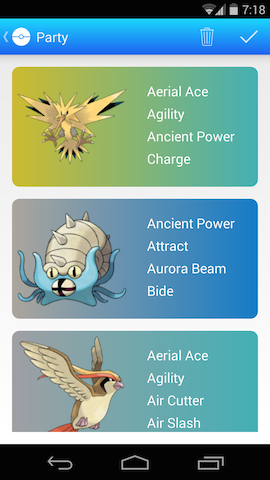 7:18
Party
Aerial Ace
Agility
Ancient Power
Charge
Ancient Power
Attract
Aurora Beam
Bide
Aerial Ace
Agility
Air Cutter
Air Slash